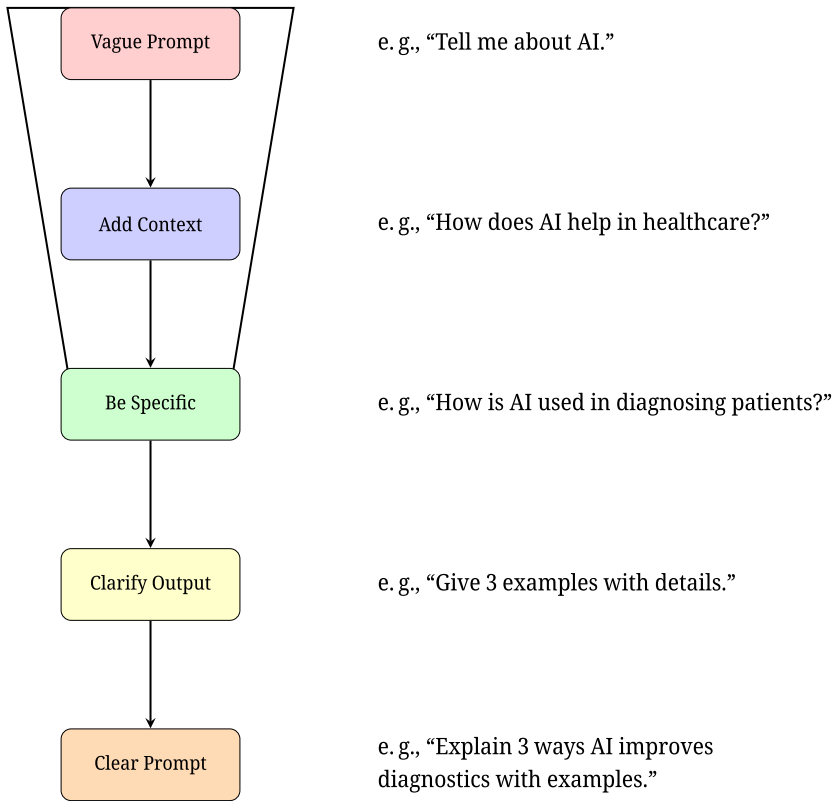 Vague Prompt
e. g., “Tell me about AI.”
Add Context
e. g., “How does AI help in healthcare?”
Be Specific
e. g., “How is AI used in diagnosing patients?”
Clarify Output
e. g., “Give 3 examples with details.”
Clear Prompt
e. g., “Explain 3 ways AI improves
diagnostics with examples.”